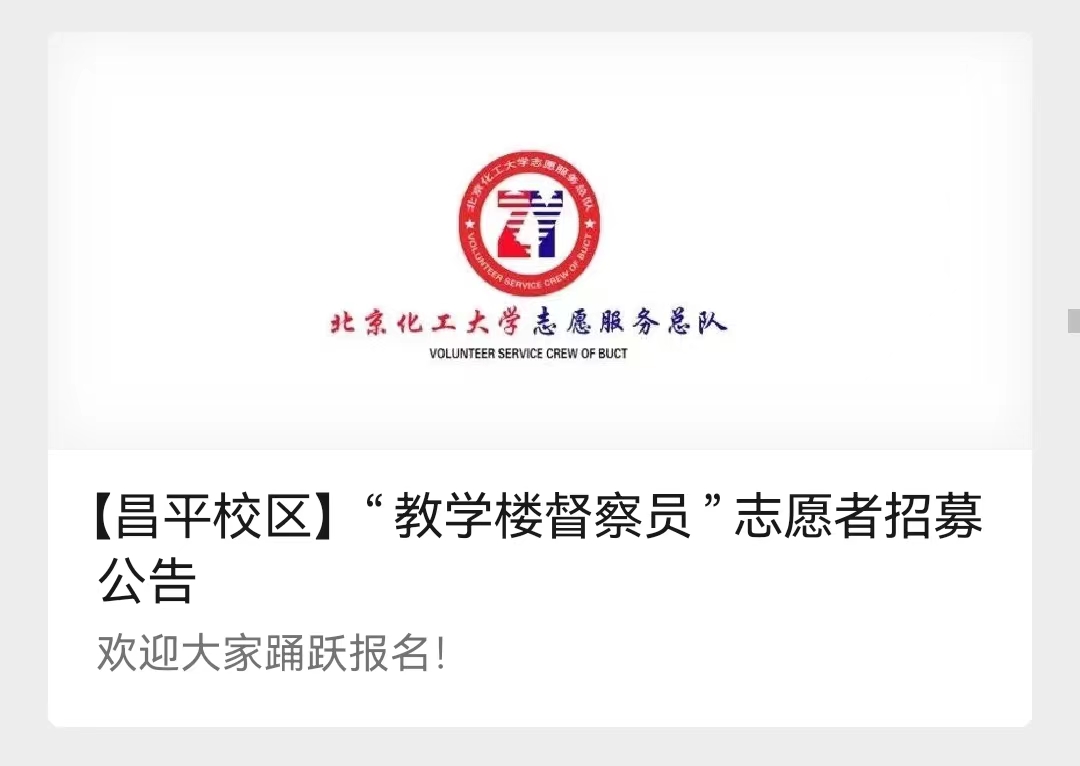 北京化工大学志愿服务总队
VOLUNTEER SERVICE CREW OF BUCT
北京化工大学志愿服务总队
VOLUNTEER SERVICE CREW OF BUCT
【昌平校区】“教学楼督察员”志愿者招募
公告
欢迎大家踊跃报名！